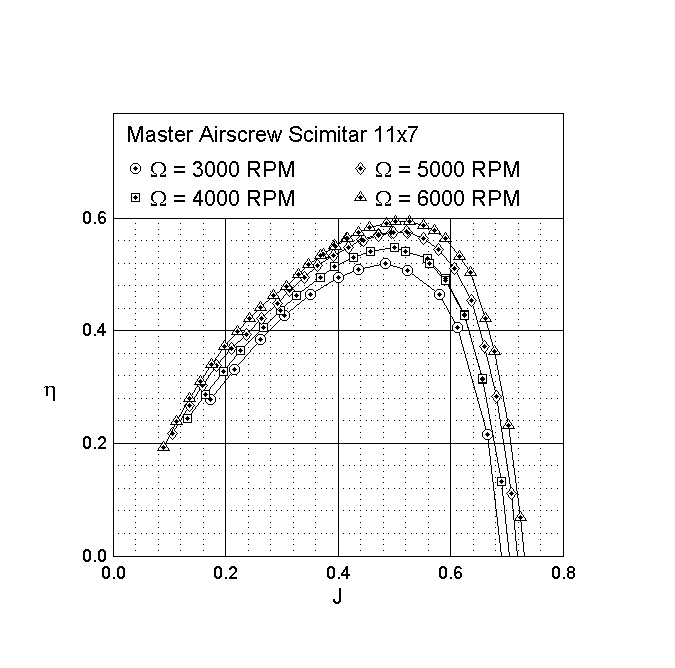 Master Airscrew Scimitar 11x7
Ω = 3000 RPM Ω = 5000 RPM
Ω = 4000 RPM Ω = 6000 RPM
0.6
0.4
η
0.2
0.0
0.0 0.2 0.4 0.6 0.8
J